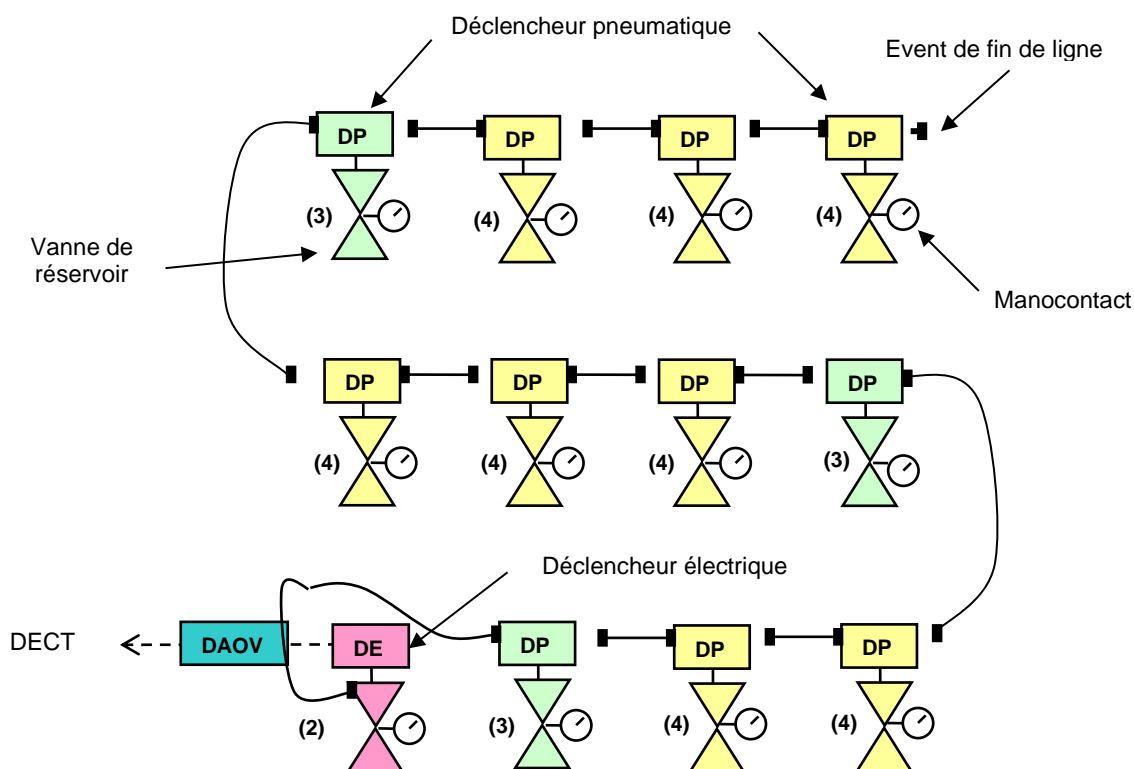 Déclencheur pneumatique
Event de fin de ligne
DP DP DP DP
(3) (4) (4) (4)
Vanne de
réservoir
Manocontact
DP DP DP DP
(4) (4) (4) (3)
Déclencheur électrique
DECT DAOV DE DP DP DP
(2) (3) (4) (4)